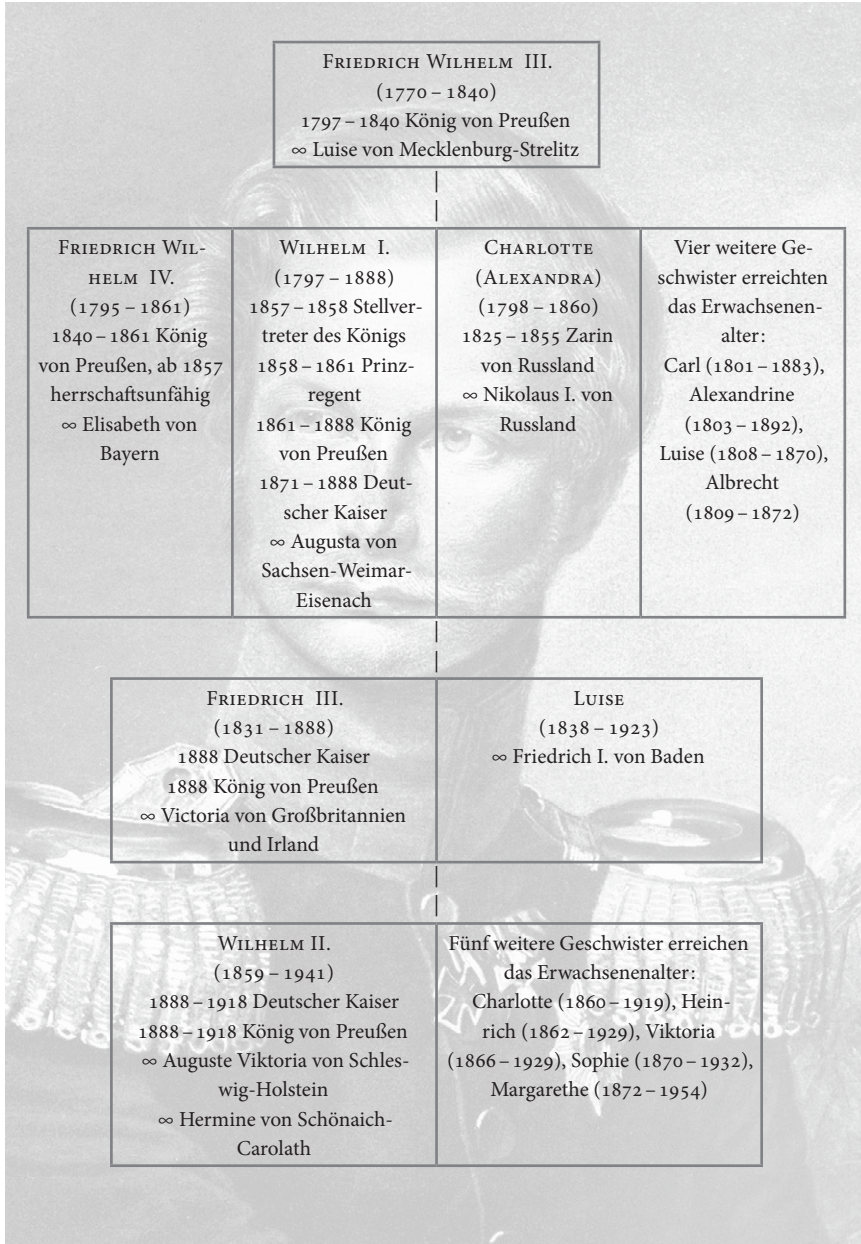 FRIEDRICH WILHELM III.
(1770 – 1840)
1797 – 1840 König von Preußen
∞ Luise von Mecklenburg-Strelitz
FRIEDRICH WIL-
HELM IV.
(1795 – 1861)
1840 – 1861 König
von Preußen, ab 1857
herrschaftsunfähig
∞ Elisabeth von
Bayern
WILHELM I.
(1797 – 1888)
1857 – 1858 Stellver-
treter des Königs
1858 – 1861 Prinz-
regent
1861 – 1888 König
von Preußen
1871 – 1888 Deut-
scher Kaiser
∞ Augusta von
Sachsen-Weimar-
Eisenach
CHARLOTTE
(ALEXANDRA)
(1798 – 1860)
1825 – 1855 Zarin
von Russland
∞ Nikolaus I. von
Russland
Vier weitere Ge-
schwister erreichten
das Erwachsenen-
alter:
Carl (1801 – 1883),
Alexandrine
(1803 – 1892),
Luise (1808 – 1870),
Albrecht
(1809 – 1872)
FRIEDRICH III.
(1831 – 1888)
1888 Deutscher Kaiser
1888 König von Preußen
∞ Victoria von Großbritannien
und Irland
LUISE
(1838 – 1923)
∞ Friedrich I. von Baden
WILHELM II.
(1859 – 1941)
1888 – 1918 Deutscher Kaiser
1888 – 1918 König von Preußen
∞ Auguste Viktoria von Schles-
wig-Holstein
∞ Hermine von Schönaich-
Carolath
Fünf weitere Geschwister erreichen
das Erwachsenenalter:
Charlotte (1860 – 1919), Hein-
rich (1862 – 1929), Viktoria
(1866 – 1929), Sophie (1870 – 1932),
Margarethe (1872 – 1954)